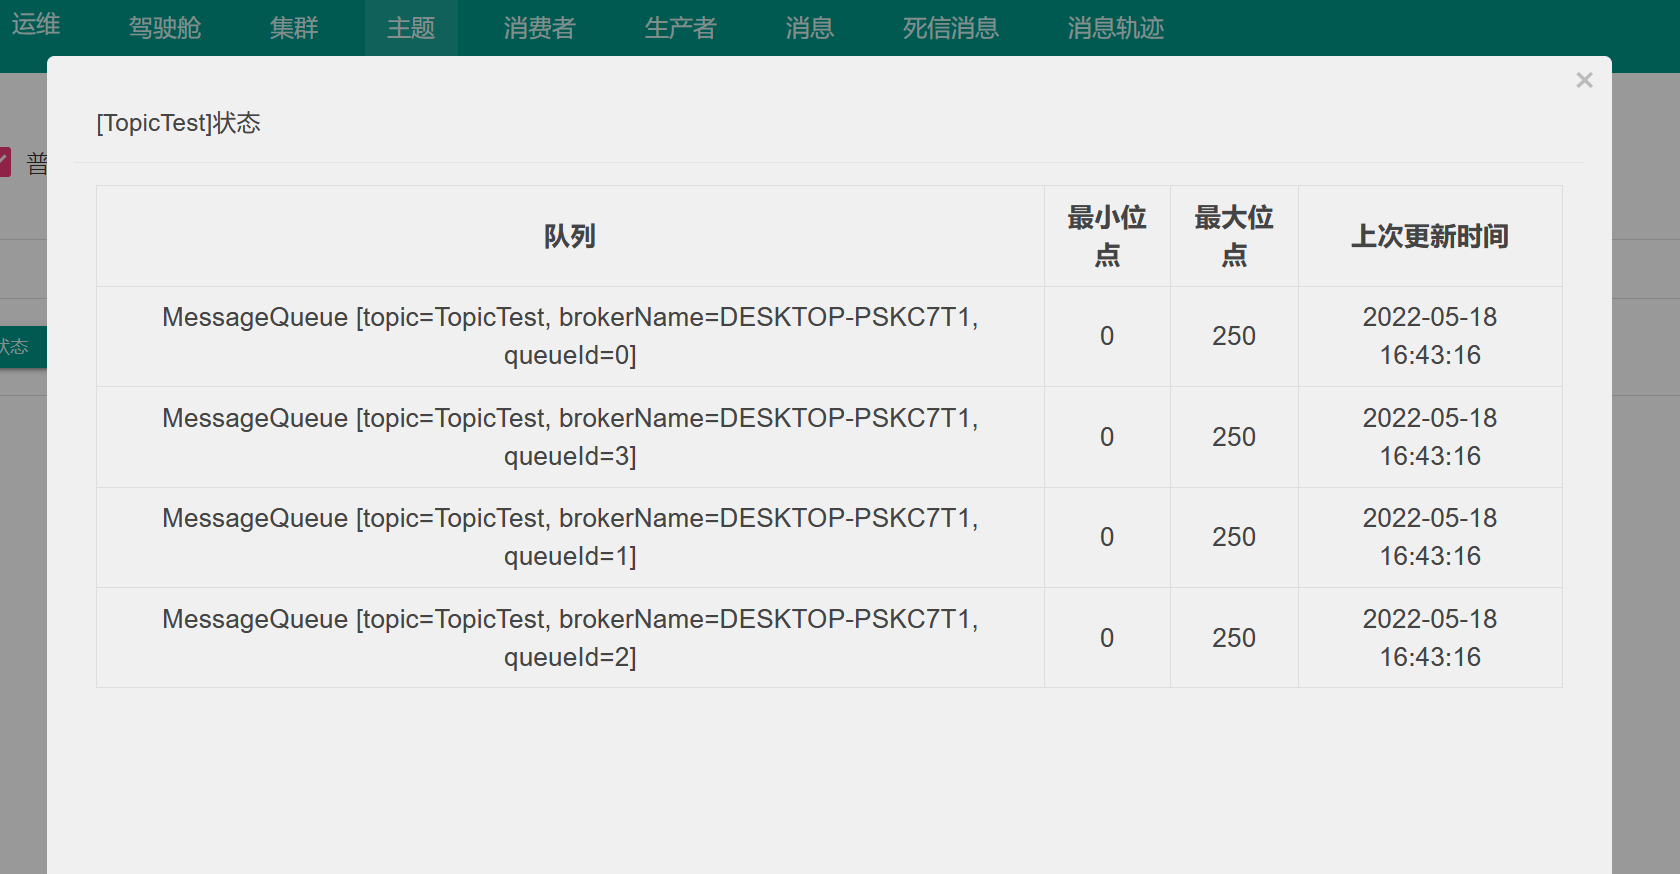 运维 驾驶舱 集群 主题 消费者 生产者 消息 死信消息 消息轨迹
×
[TopicTest]状态
普
队列 最小位点 最大位点 上次更新时间
MessageQueue [topic=TopicTest, brokerName=DESKTOP-PSKC7T1,
queueId=0]
0
250
2022-05-18
16:43:16
状态
MessageQueue [topic=TopicTest, brokerName=DESKTOP-PSKC7T1,
queueId=3]
0
250
2022-05-18
16:43:16
MessageQueue [topic=TopicTest, brokerName=DESKTOP-PSKC7T1,
queueId=1]
0
250
2022-05-18
16:43:16
MessageQueue [topic=TopicTest, brokerName=DESKTOP-PSKC7T1,
queueId=2]
0
250
2022-05-18
16:43:16